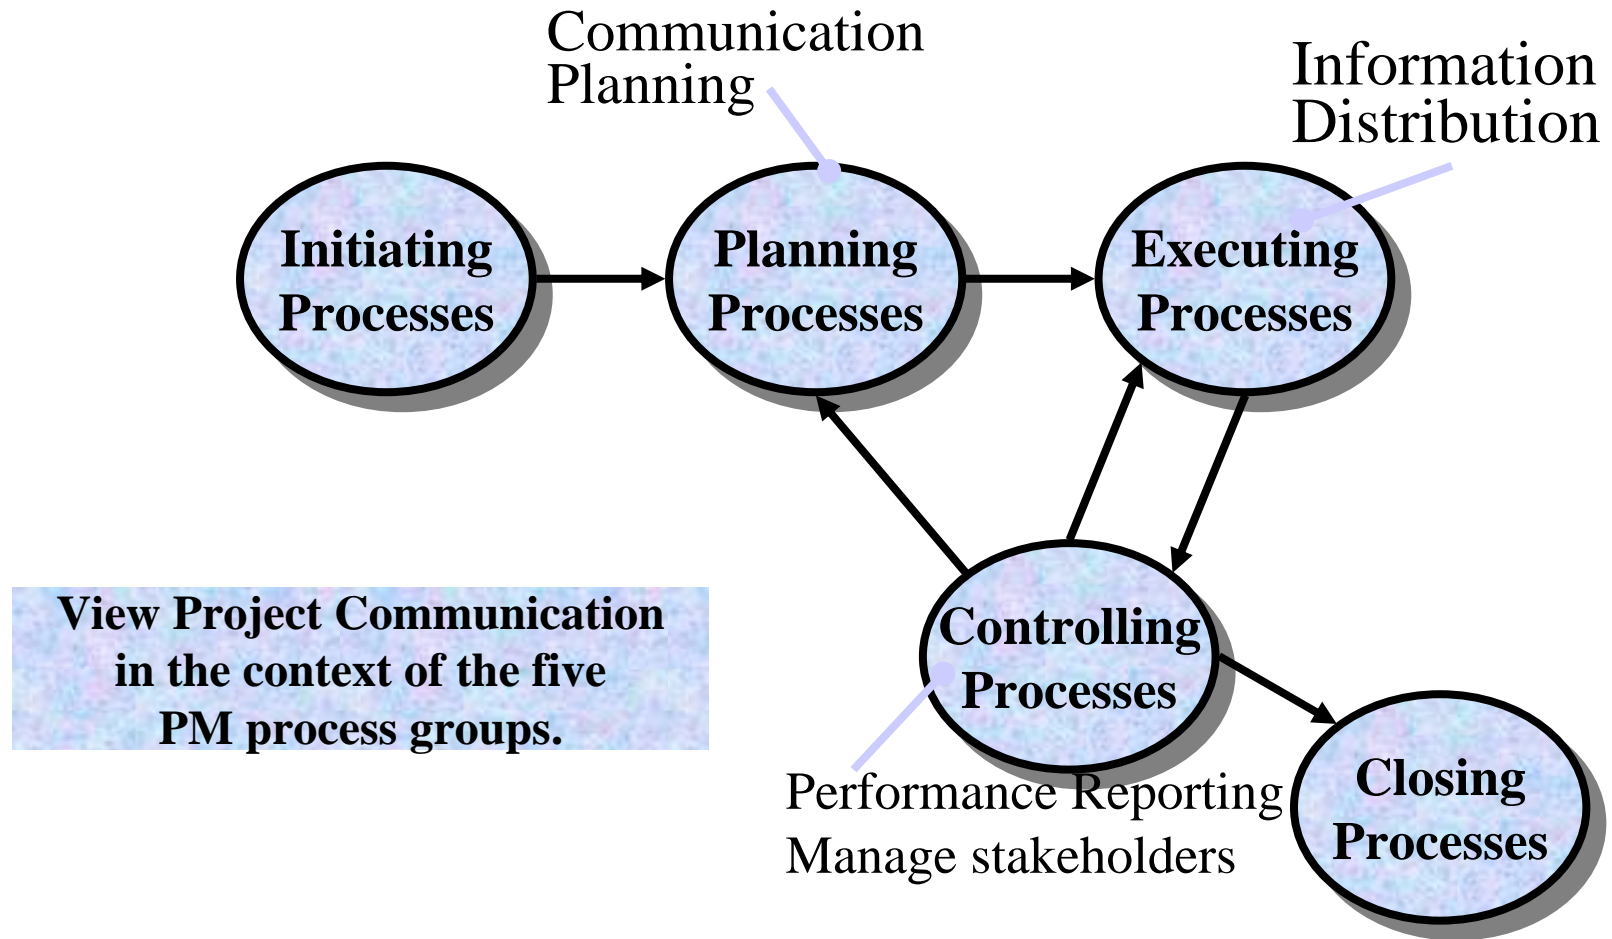 Communication
Planning
Information
Distribution
Initiating
Processes
Planning
Processes
Executing
Processes
View Project Communication
in the context of the five
PM process groups.
Controlling
Processes
Performance Reporting
Manage stakeholders
Closing
Processes